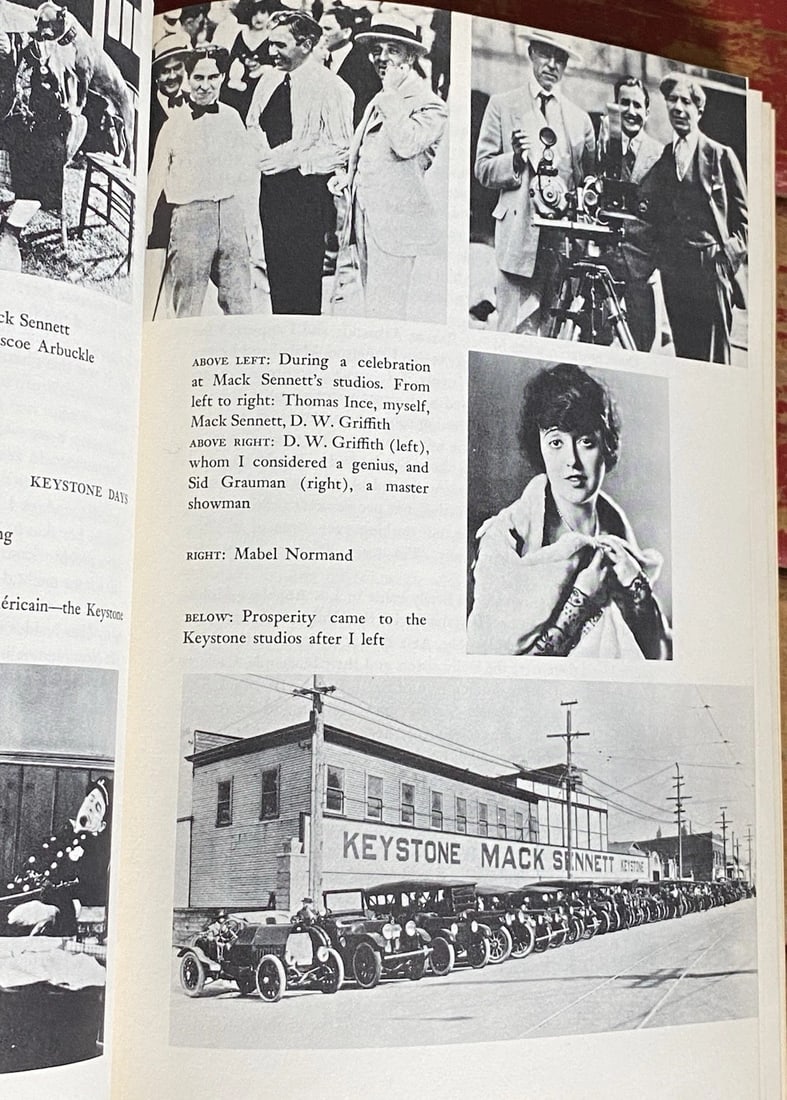 ck Sennett
scoe Arbuckle
KEYSTONE DAYS
ng
éricain—the Keystone
ABOVE LEFT: During a celebration
at Mack Sennett's studios. From
left to right: Thomas Ince, myself,
Mack Sennett, D. W. Griffith
ABOVE RIGHT: D. W. Griffith (left),
whom I considered a genius, and
Sid Grauman (right), a master
showman
RIGHT: Mabel Normand
BELOW: Prosperity came to the
Keystone studios after I left
KEYSTONE MACK SENNETT KEYSTONE